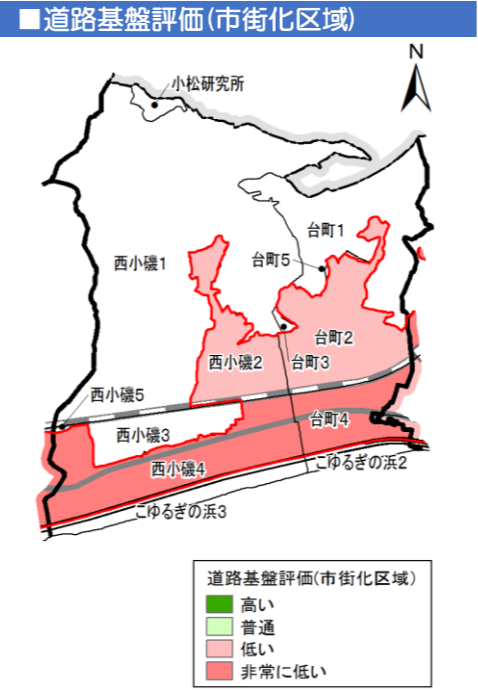 ■道路基盤評価(市街化区域)
N
小松研究所
台町1
西小磯1
台町5
台町2
西小磯2
台町3
西小磯5
台町4
西小磯3
西小磯4
こゆるぎの浜2
こゆるぎの浜3
道路基盤評価(市街化区域)
高い
普通
低い
非常に低い